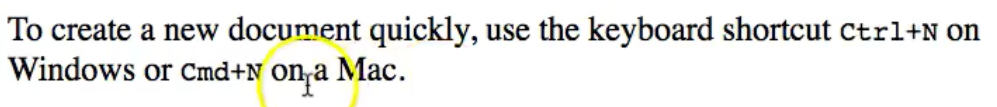 To create a new document quickly, use the keyboard shortcut Ctrl+N on
Windows or Cmd+N on a Mac.